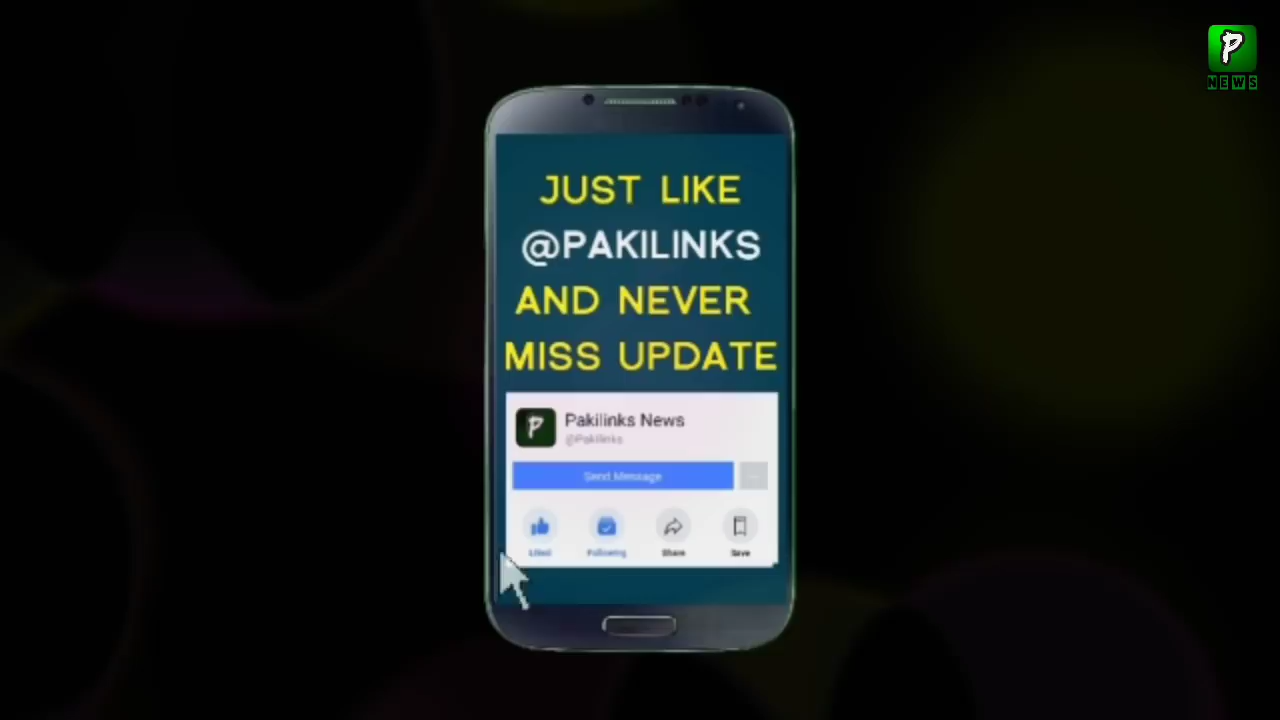 P
NEWS
JUST LIKE
@PAKILINKS
AND NEVER
MISS UPDATE
P
Pakilinks News
@Pakilinks
Send Message
Liked Following Share Save